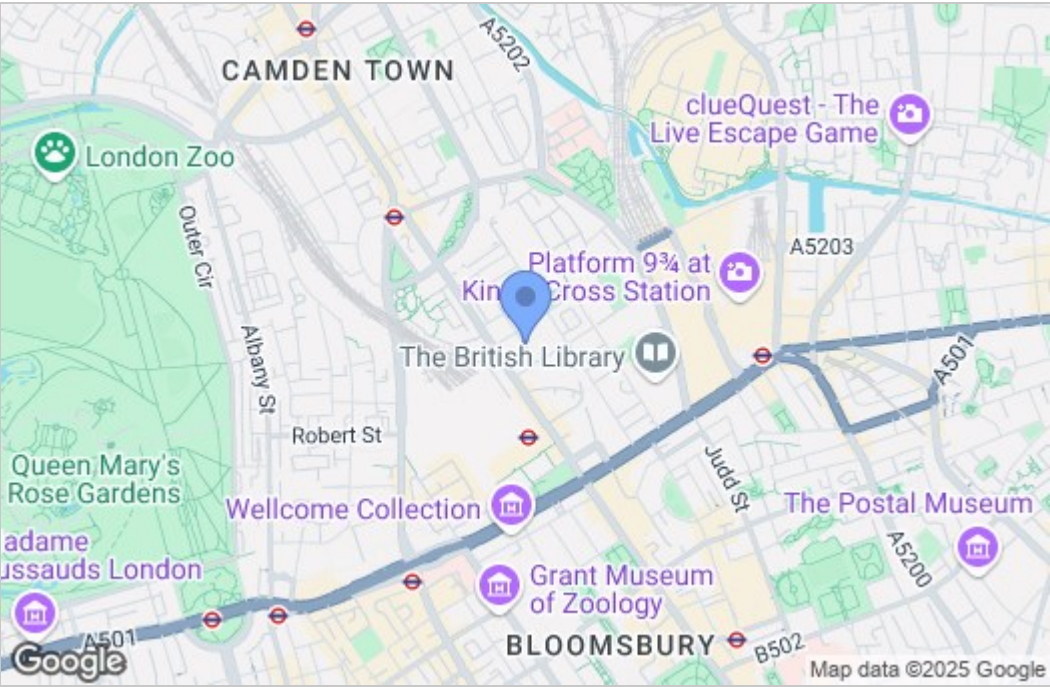 A5202
CAMDEN TOWN
clueQuest - The
Live Escape Game
London Zoo
Outer Cir
A5203
Platform 9¾ at
Kin Cross Station
Albany St
The British Library
A501
Robert St
Judd St
Queen Mary's
Rose Gardens
Wellcome Collection
The Postal Museum
adame
ussauds London
A5200
Grant Museum
of Zoology
BLOOMSBURY
B502
A501
Google
Map data ©2025 Google